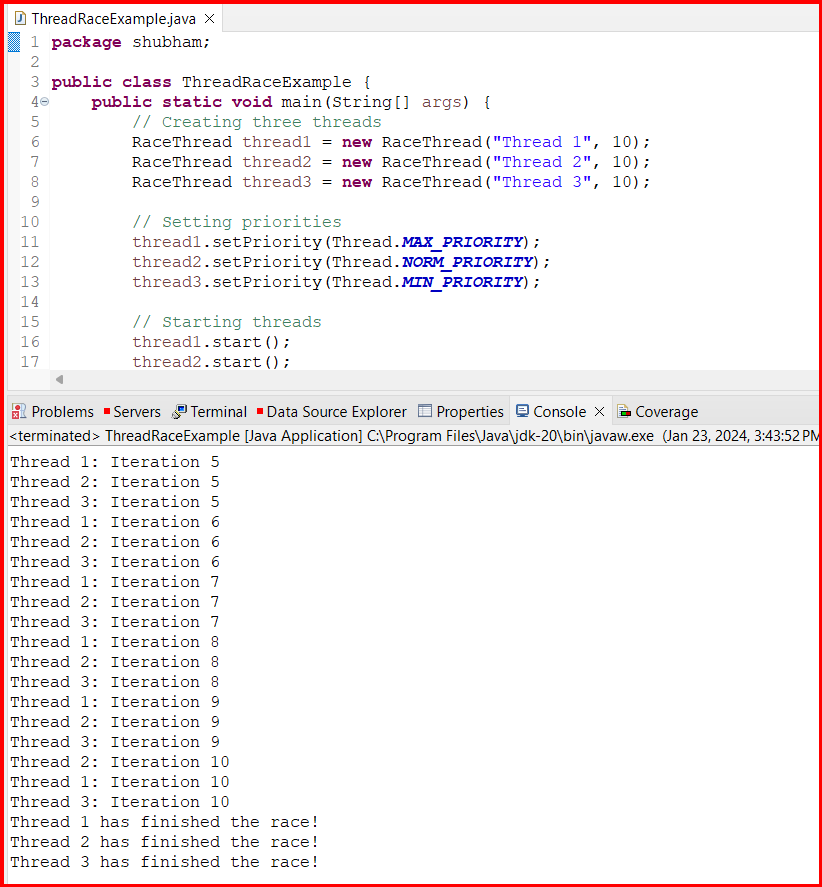 ThreadRaceExample.java
1 package shubham;
2
3 public class ThreadRaceExample {
4     public static void main(String[] args) {
5         // Creating three threads
6         RaceThread thread1 = new RaceThread("Thread 1", 10);
7         RaceThread thread2 = new RaceThread("Thread 2", 10);
8         RaceThread thread3 = new RaceThread("Thread 3", 10);
9
10         // Setting priorities
11         thread1.setPriority(Thread.MAX_PRIORITY);
12         thread2.setPriority(Thread.NORM_PRIORITY);
13         thread3.setPriority(Thread.MIN_PRIORITY);
14
15         // Starting threads
16         thread1.start();
17         thread2.start();
Problems Servers Terminal Data Source Explorer Properties Console Coverage
<terminated> ThreadRaceExample [Java Application] C:\Program Files\Java\jdk-20\bin\javaw.exe (Jan 23, 2024, 3:43:52 PM
Thread 1: Iteration 5
Thread 2: Iteration 5
Thread 3: Iteration 5
Thread 1: Iteration 6
Thread 2: Iteration 6
Thread 3: Iteration 6
Thread 1: Iteration 7
Thread 2: Iteration 7
Thread 3: Iteration 7
Thread 1: Iteration 8
Thread 2: Iteration 8
Thread 3: Iteration 8
Thread 1: Iteration 9
Thread 2: Iteration 9
Thread 3: Iteration 9
Thread 2: Iteration 10
Thread 1: Iteration 10
Thread 3: Iteration 10
Thread 1 has finished the race!
Thread 2 has finished the race!
Thread 3 has finished the race!